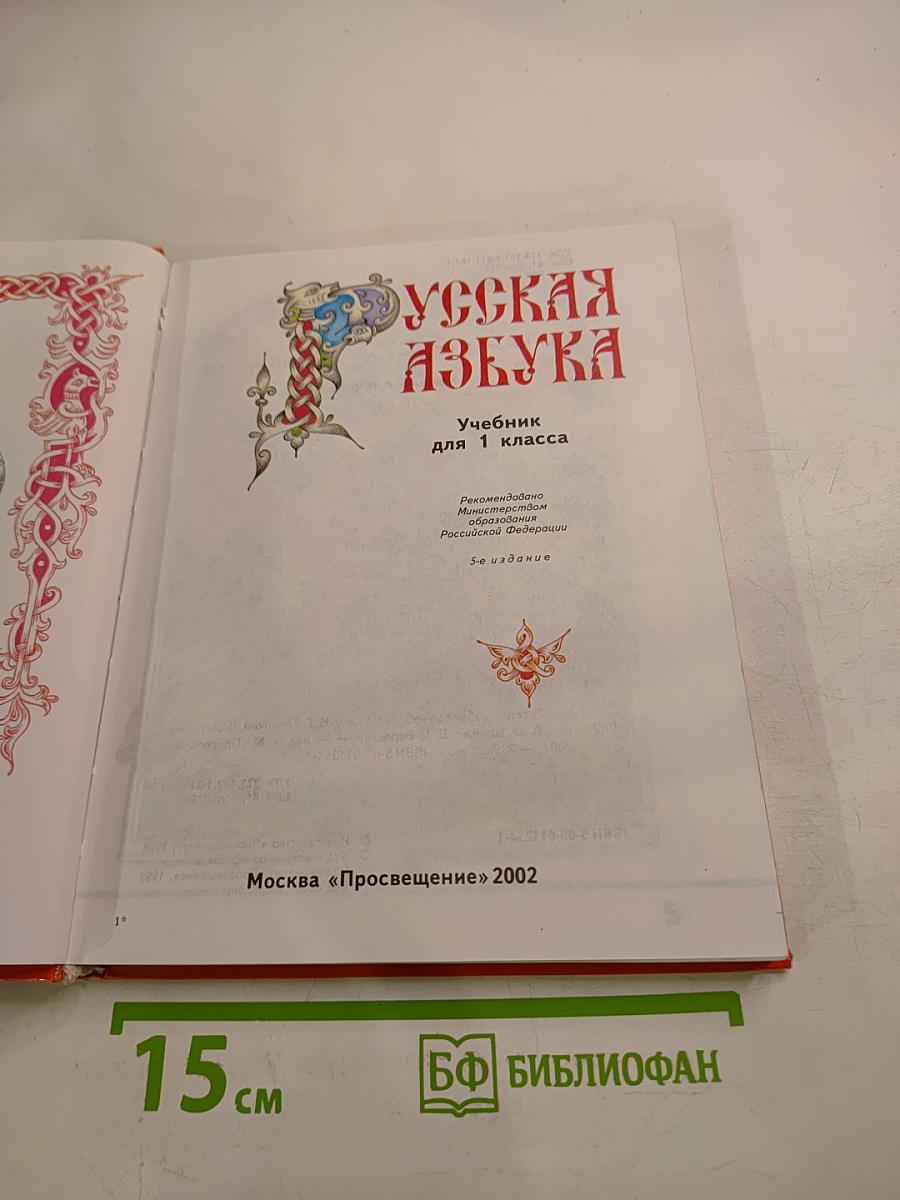 РУССКАЯ
АЗБУКА
Учебник
для 1 класса
Рекомендовано
Министерством
образования
Российской Федерации
5-е издание
Москва «Просвещение» 2002
1*
15 см
БФ БИБЛИОФАН